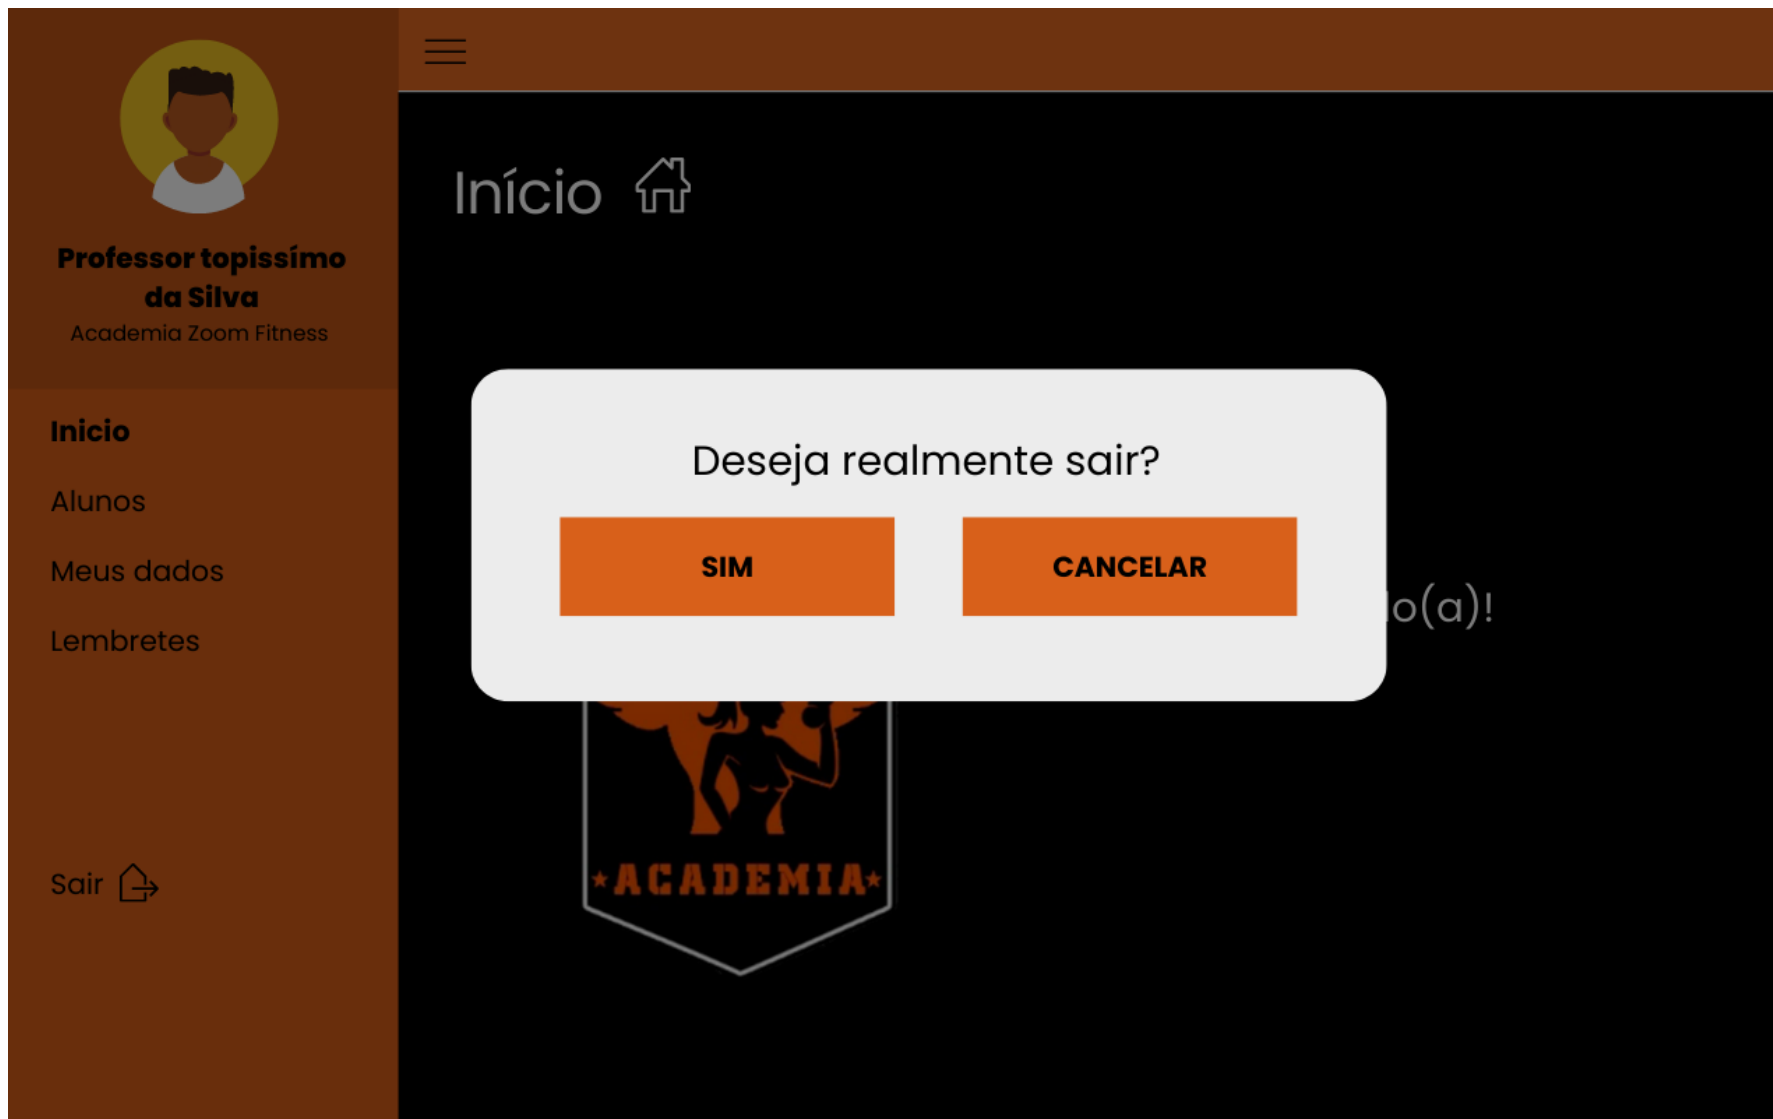 Professor topissímo
da Silva
Academia Zoom Fitness
Inicio
Alunos
Meus dados
Lembretes
Sair
Início
Deseja realmente sair?
SIM
CANCELAR
o(a)!
ACADEMIA